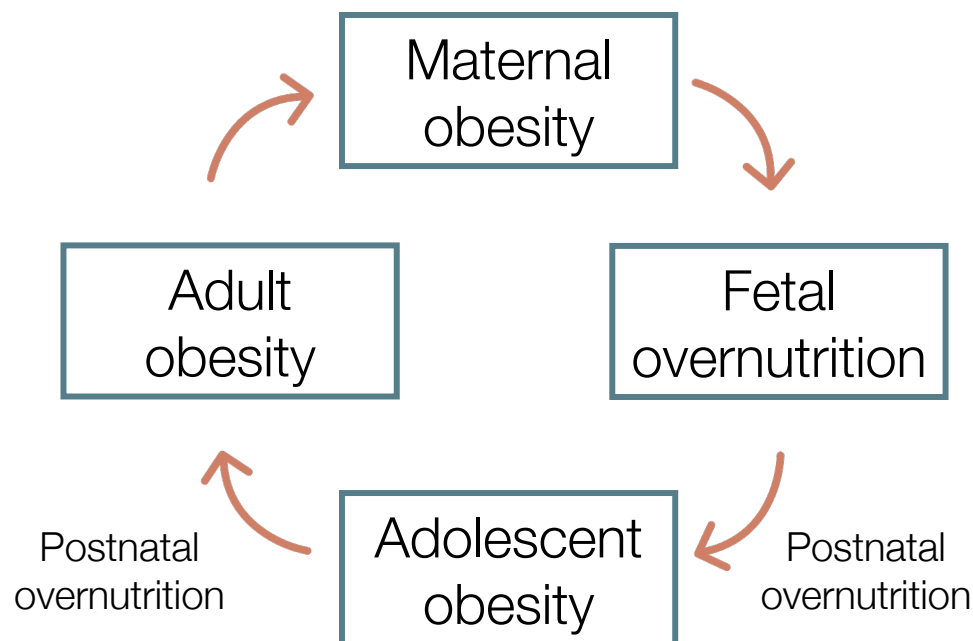 Maternal
obesity
Adult
obesity
Fetal
overnutrition
Postnatal
overnutrition
Adolescent
obesity
Postnatal
overnutrition